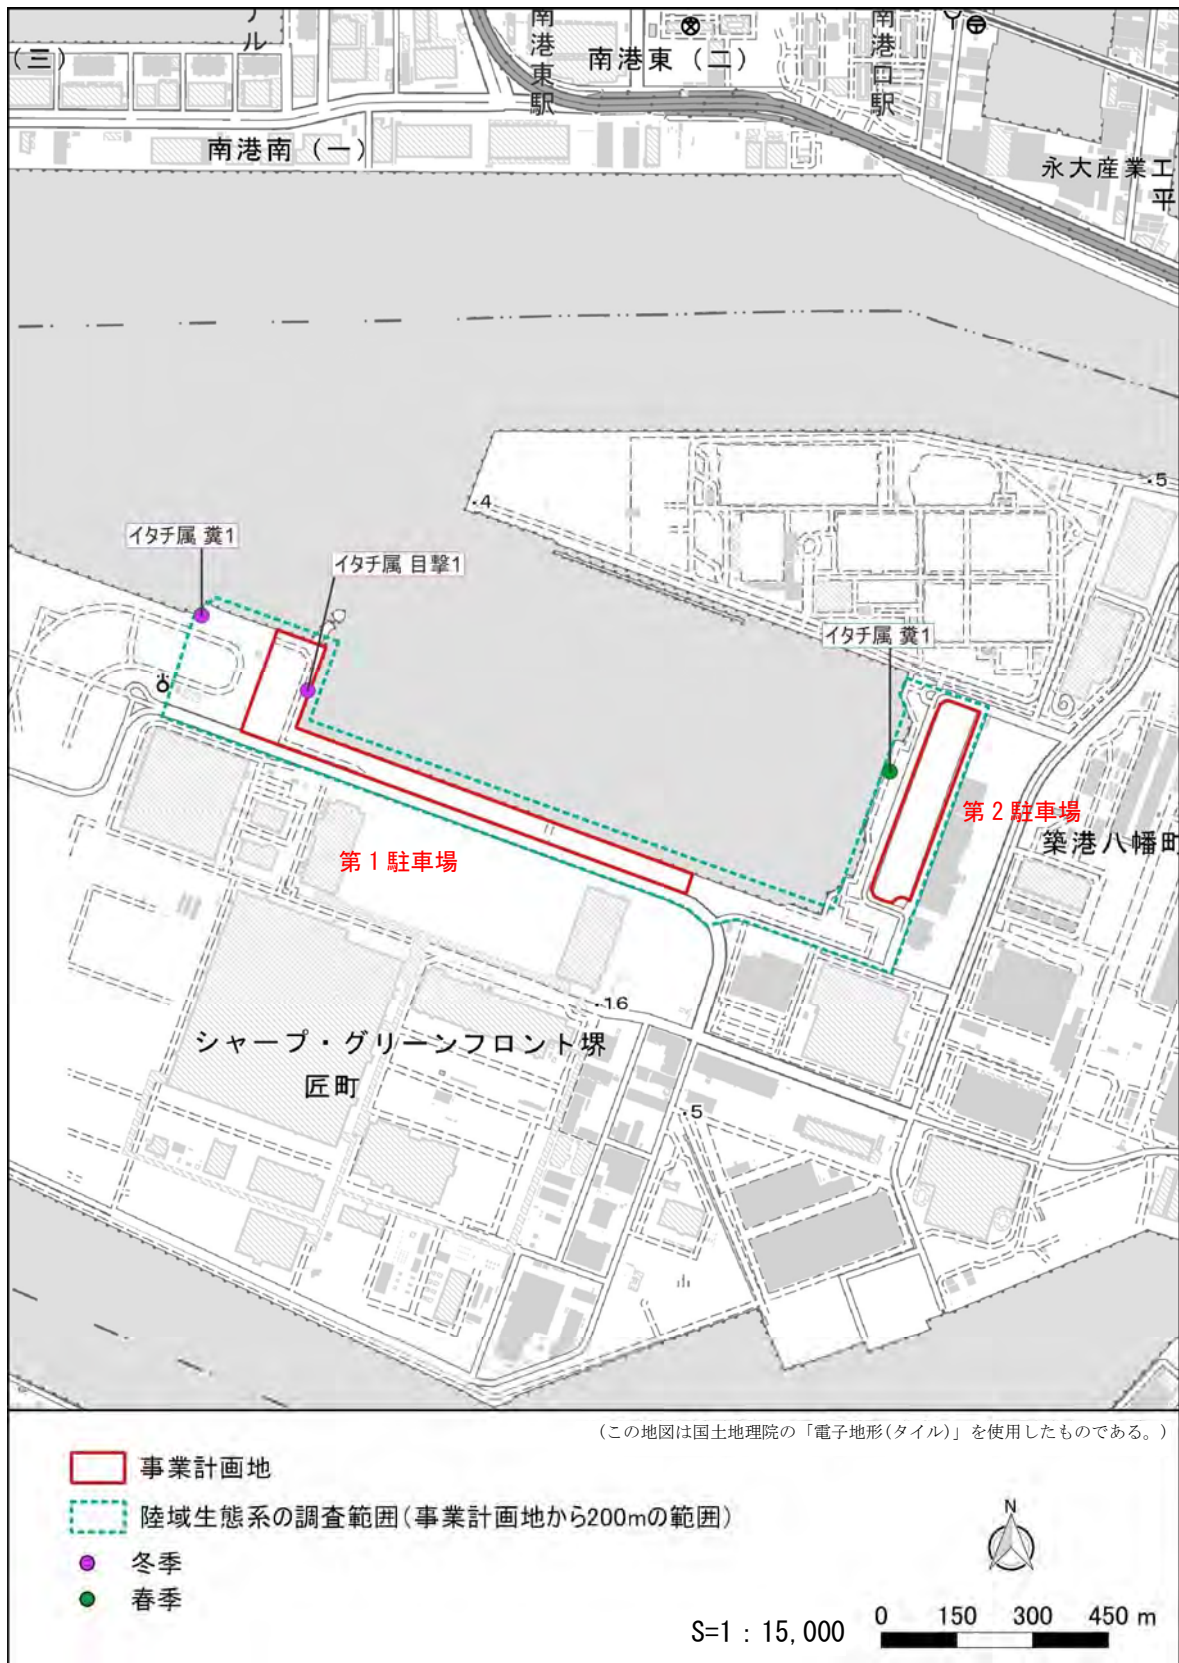 ナ
ル
(三)
南港東駅
南港東（二）
南港口駅
南港南（一）
永大産業工
平
・4
・5
イタチ属 糞1
イタチ属 目撃1
イタチ属 糞1
第2駐車場
築港八幡町
第1駐車場
・16
シャープ・グリーンフロント堺
匠町
・5
(この地図は国土地理院の「電子地形(タイル)」を使用したものである。)
事業計画地
陸域生態系の調査範囲(事業計画地から200mの範囲)
冬季
春季
N
S=1：15,000
0 150 300 450 m